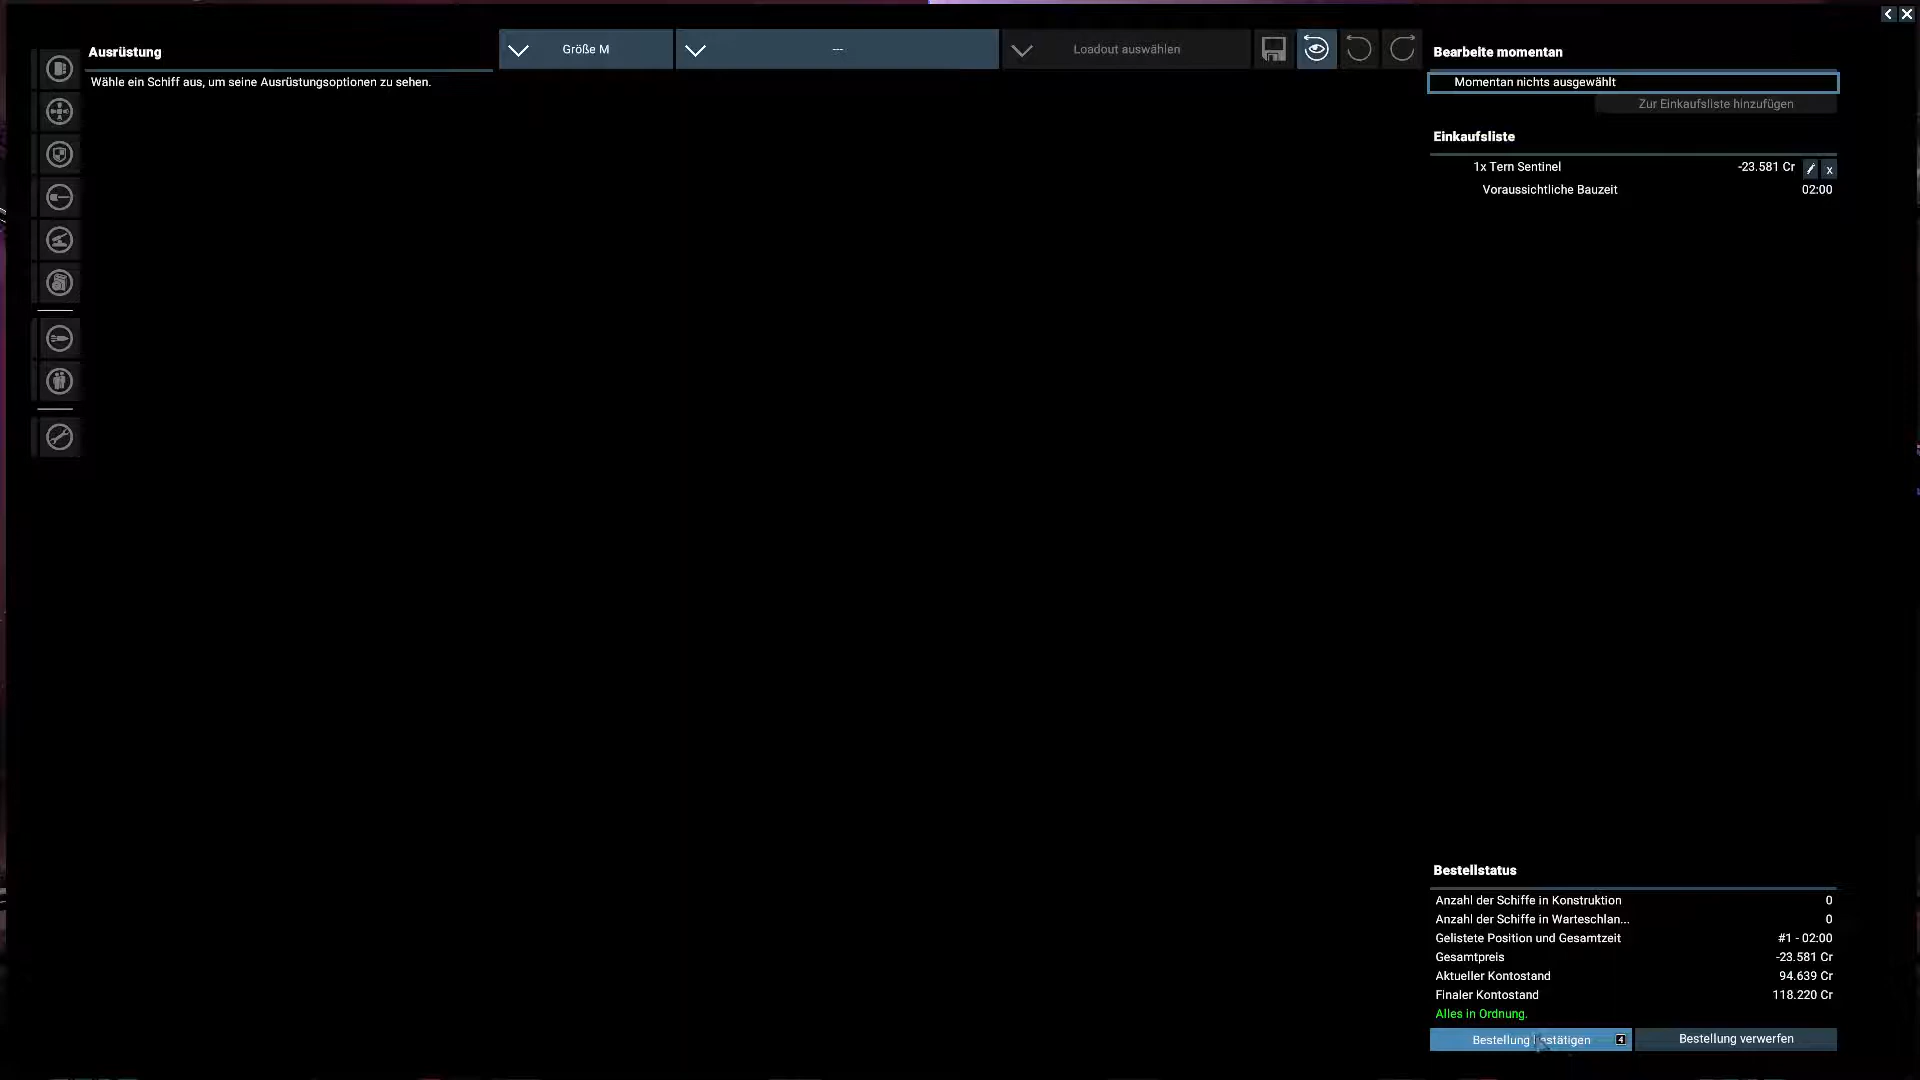 Ausrüstung
Wähle ein Schiff aus, um seine Ausrüstungsoptionen zu sehen.
Größe M
---
Loadout auswählen
Bearbeite momentan
Momentan nichts ausgewählt
Zur Einkaufsliste hinzufügen
Einkaufsliste
1x Tern Sentinel -23.581 Cr x
Voraussichtliche Bauzeit 02:00
Bestellstatus
Anzahl der Schiffe in Konstruktion 0
Anzahl der Schiffe in Warteschlan... 0
Gelistete Position und Gesamtzeit #1 - 02:00
Gesamtpreis -23.581 Cr
Aktueller Kontostand 94.639 Cr
Finaler Kontostand 118.220 Cr
Alles in Ordnung.
Bestellung bestätigen 4
Bestellung verwerfen